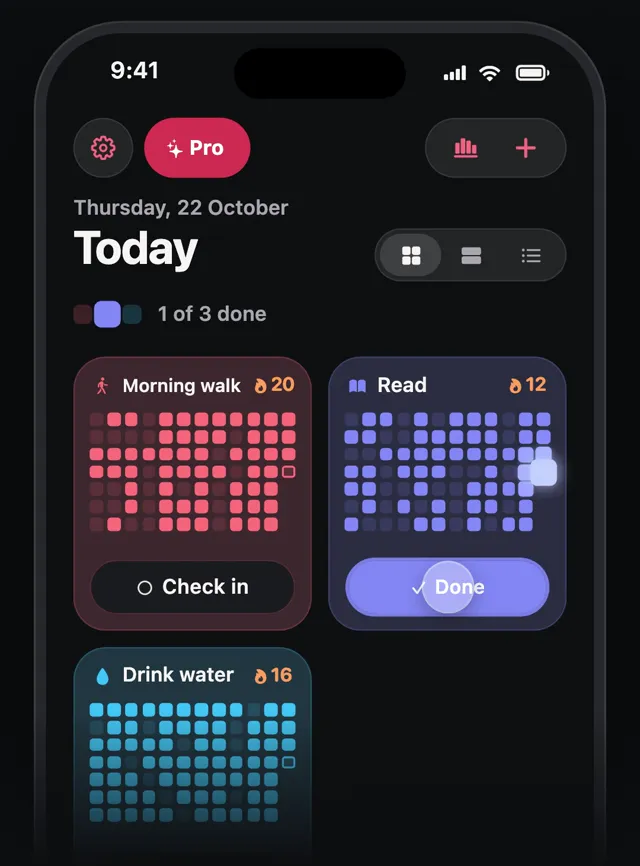 9:41
Pro
Thursday, 22 October
Today
1 of 3 done
Morning walk 20
Read 12
Check in
Done
Drink water 16